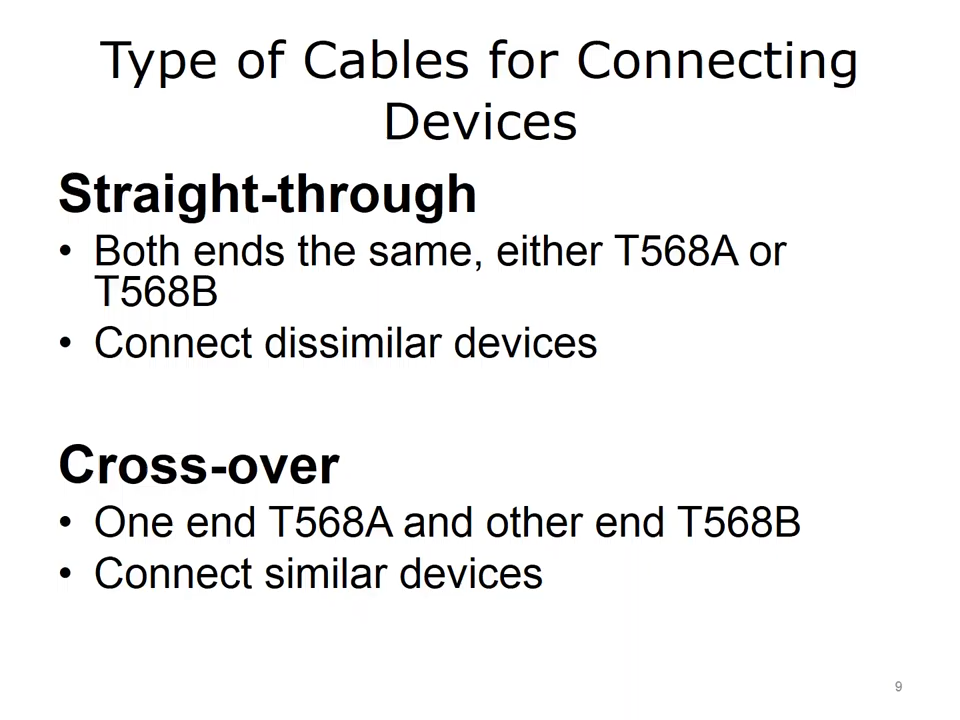 Type of Cables for Connecting
Devices
Straight-through
• Both ends the same, either T568A or
T568B
• Connect dissimilar devices
Cross-over
• One end T568A and other end T568B
• Connect similar devices
9